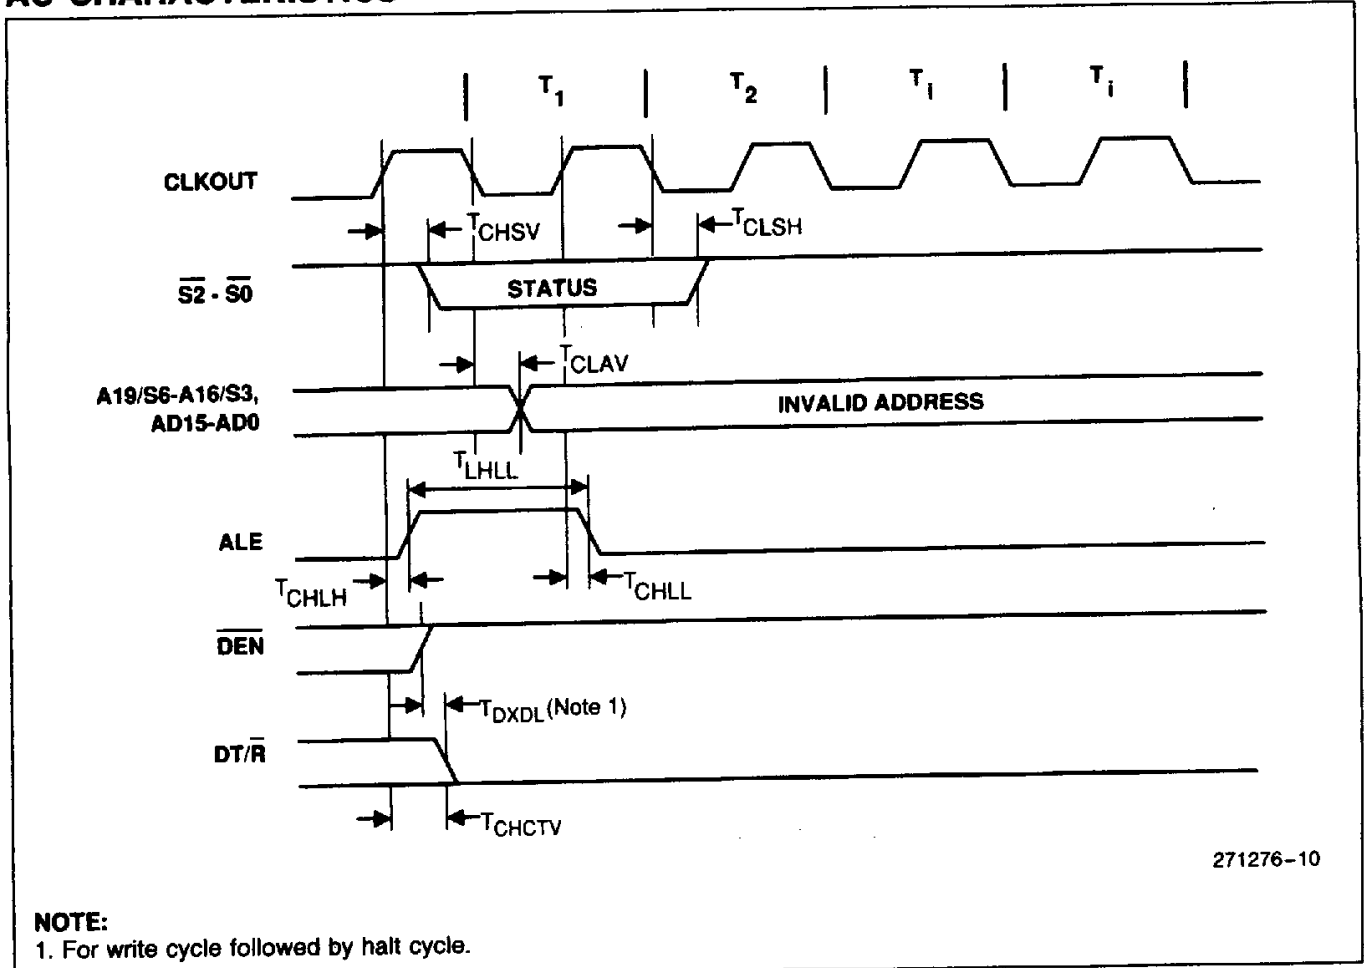 AC CHARACTERISTICS
T1 T2 Ti Ti
CLKOUT
TCHSV TCLSH
S2 - S0 STATUS
TCLAV
A19/S6-A16/S3,
AD15-AD0
INVALID ADDRESS
TLHLL
ALE
TCHLH TCHLL
DEN
TDXDL (Note 1)
DT/R
TCHCTV
271276-10
NOTE:
1. For write cycle followed by halt cycle.